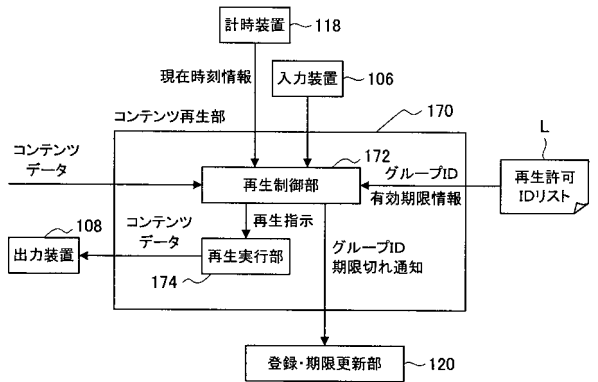 計時装置
118
現在時刻情報
入力装置
106
コンテンツ再生部
170
コンテンツ
データ
172
再生制御部
グループID
有効期限情報
L
再生許可
IDリスト
再生指示
コンテンツ
データ
108
出力装置
再生実行部
174
グループID
期限切れ通知
登録・期限更新部
120